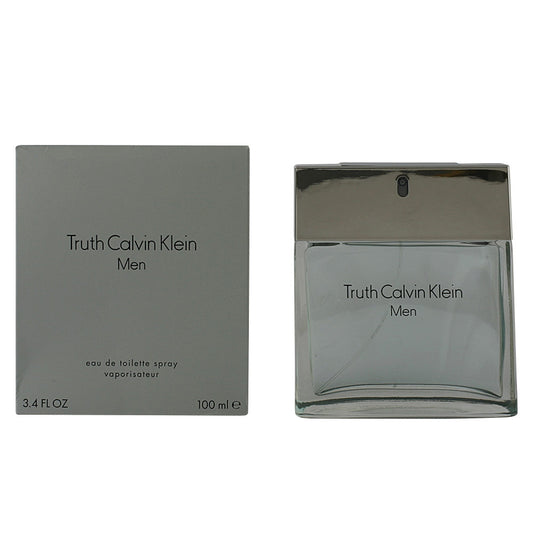 Truth Calvin Klein
Men
eau de toilette spray
vaporisateur
3.4 FL OZ 100 ml ℮
Truth Calvin Klein
Men